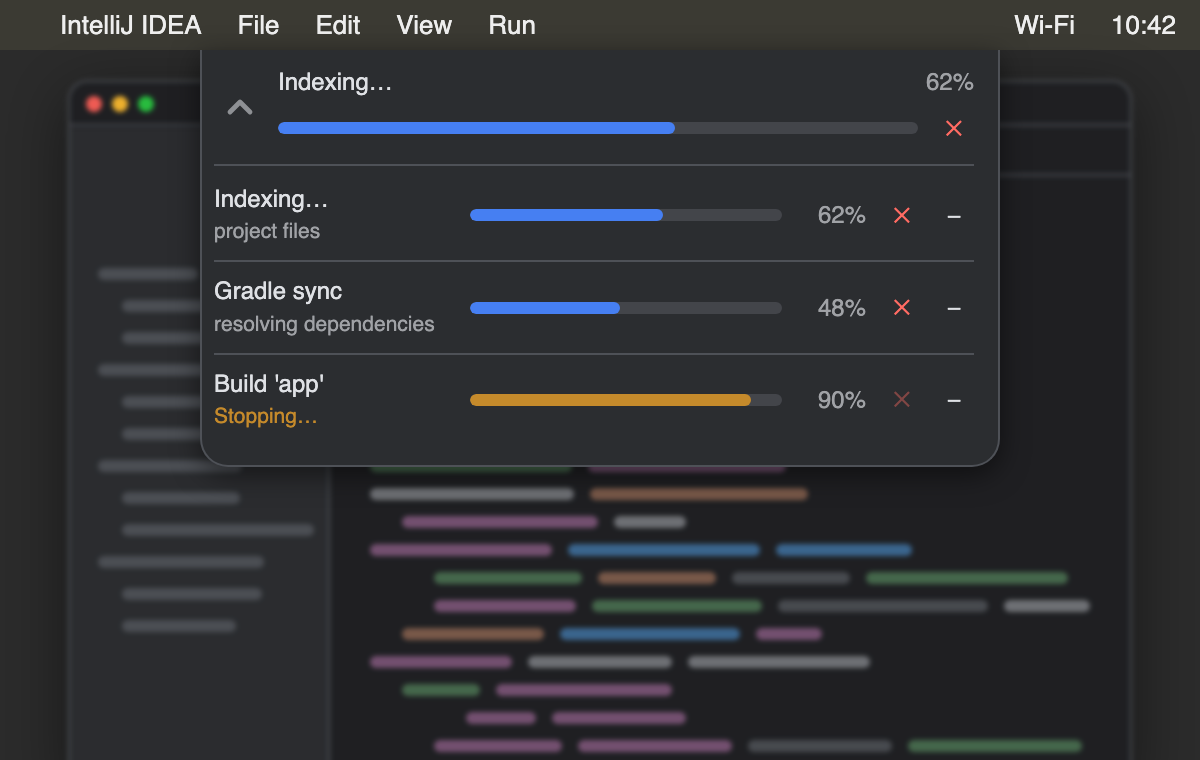 IntelliJ IDEA File Edit View Run Wi-Fi 10:42
Indexing… 62%
Indexing… 62%
project files
Gradle sync 48%
resolving dependencies
Build 'app' 90%
Stopping…